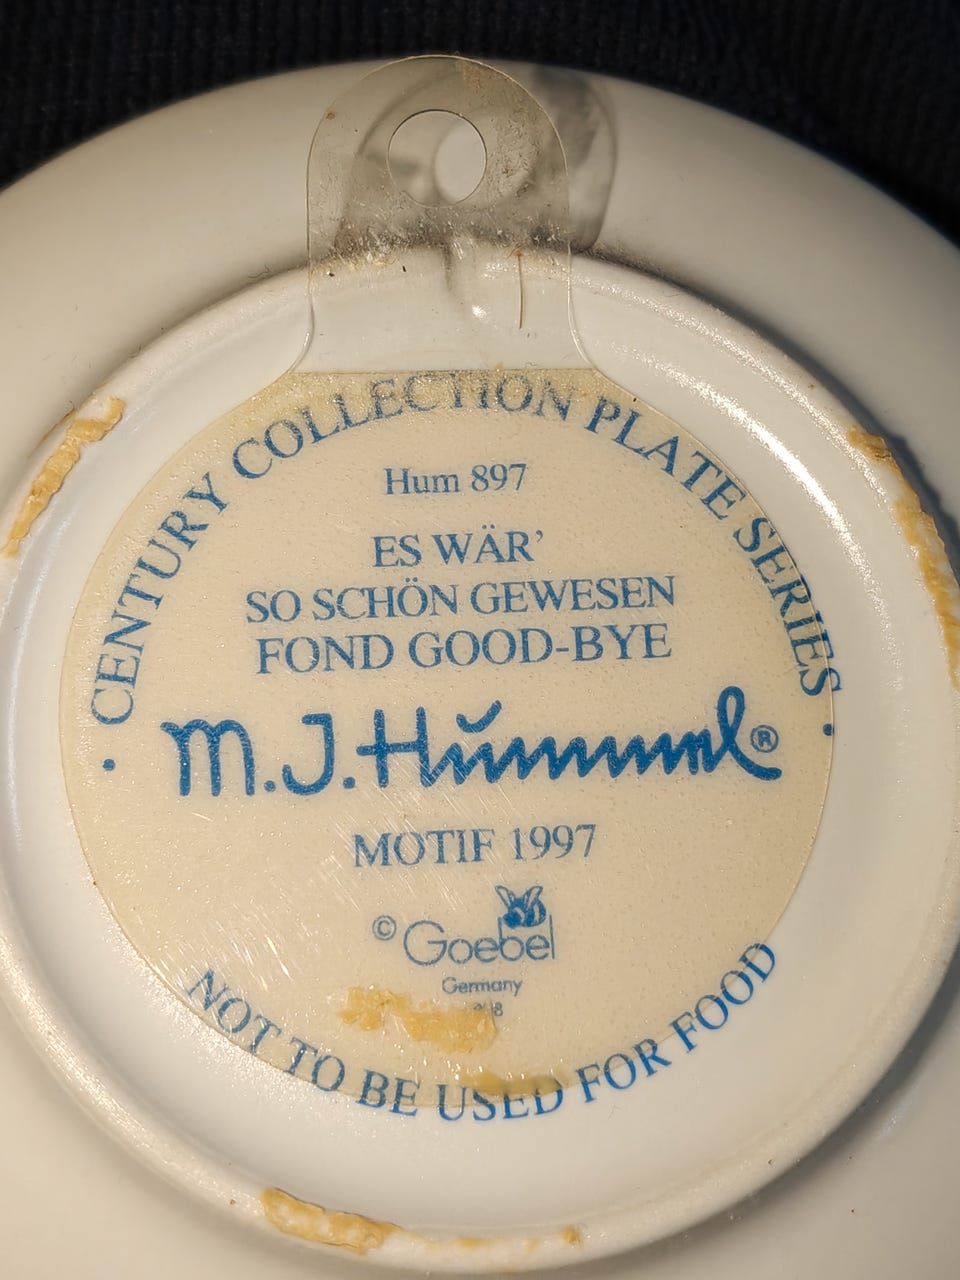 · CENTURY COLLECTION PLATE SERIES ·
Hum 897
ES WÄR’
SO SCHÖN GEWESEN
FOND GOOD-BYE
M.J.Hummel®
MOTIF 1997
© Goebel
Germany
NOT TO BE USED FOR FOOD